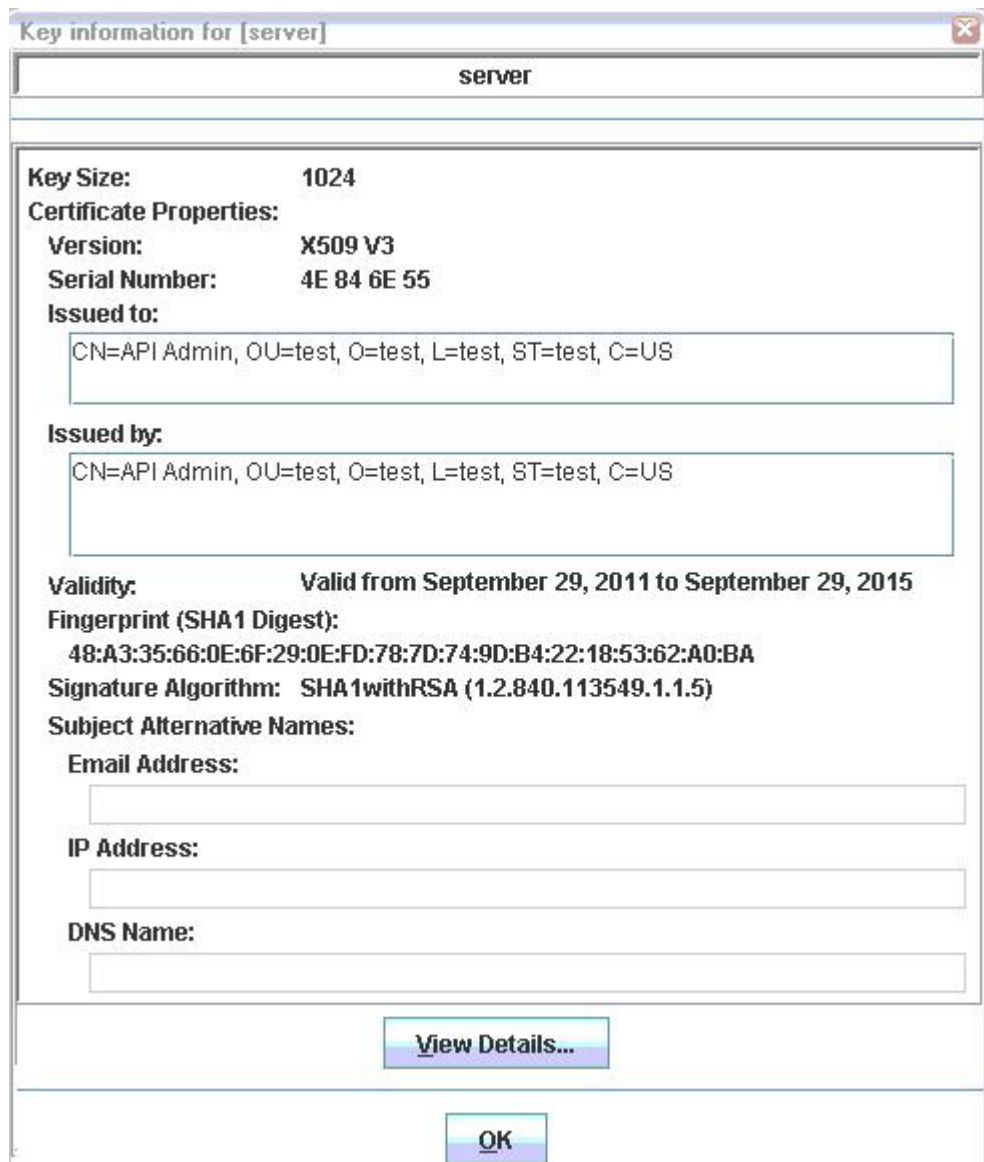 Key information for [server]
server
Key Size: 1024
Certificate Properties:
Version: X509 V3
Serial Number: 4E 84 6E 55
Issued to:
CN=API Admin, OU=test, O=test, L=test, ST=test, C=US
Issued by:
CN=API Admin, OU=test, O=test, L=test, ST=test, C=US
Validity: Valid from September 29, 2011 to September 29, 2015
Fingerprint (SHA1 Digest):
48:A3:35:66:0E:6F:29:0E:FD:78:7D:74:9D:B4:22:18:53:62:A0:BA
Signature Algorithm: SHA1withRSA (1.2.840.113549.1.1.5)
Subject Alternative Names:
Email Address:
IP Address:
DNS Name:
View Details...
OK